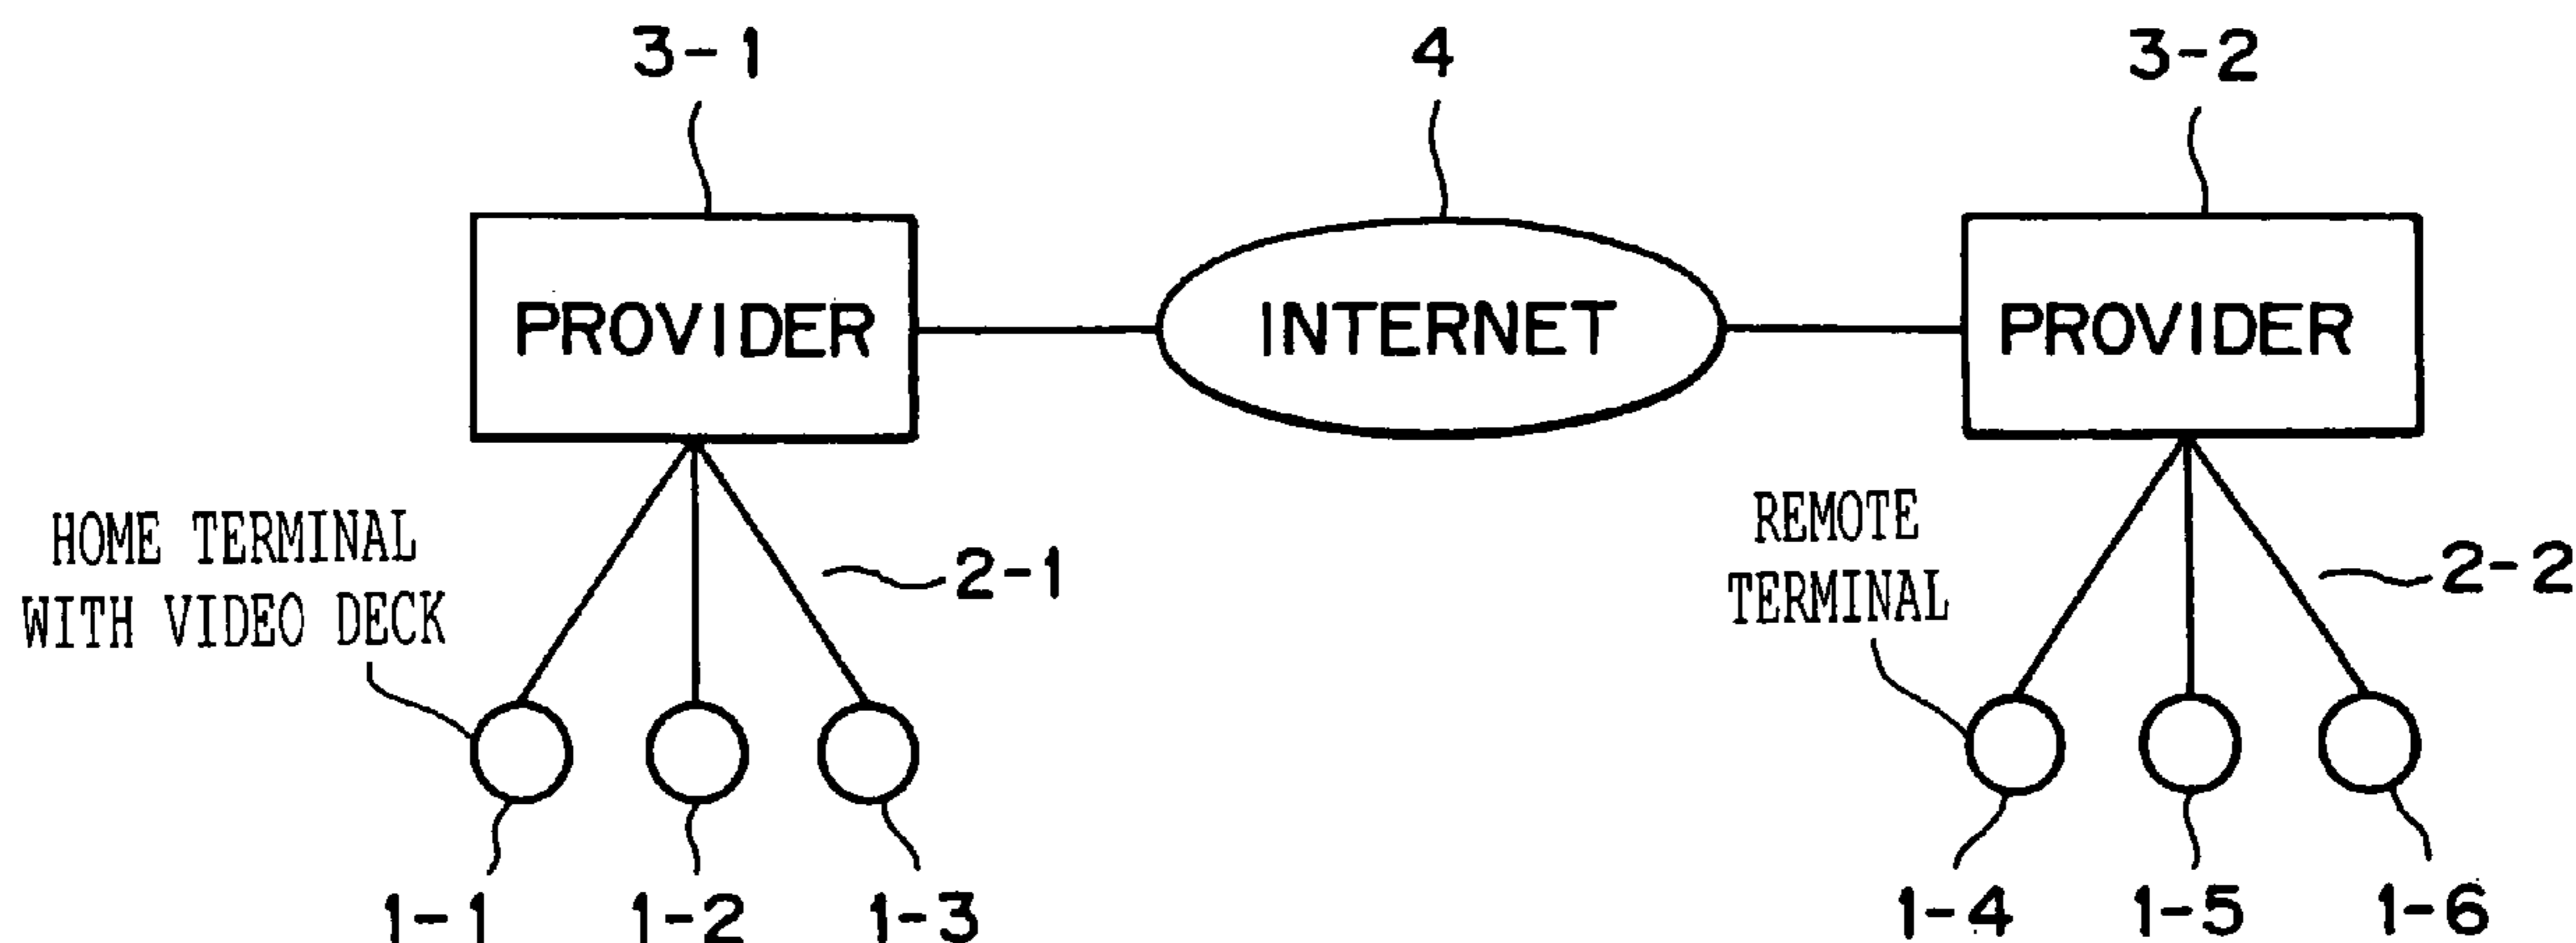 3-1
4
3-2
PROVIDER
INTERNET
PROVIDER
HOME TERMINAL
WITH VIDEO DECK
2-1
REMOTE
TERMINAL
2-2
1-1
1-2
1-3
1-4
1-5
1-6